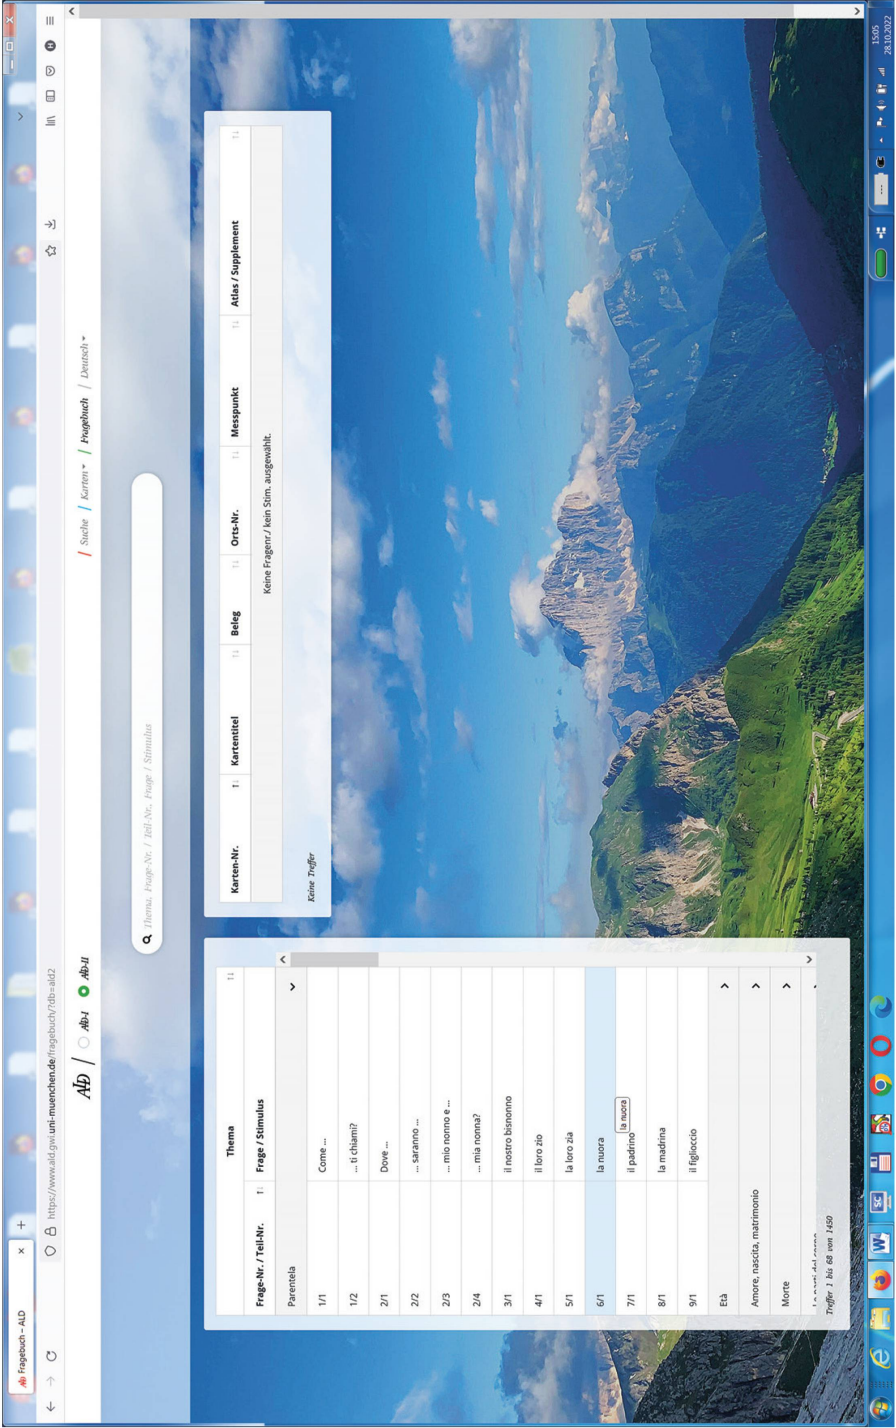 Fragebuch – ALD × +
https://www.ald.gwi.uni-muenchen.de/fragebuch/?db=ald2
ALD / ALD-I ALD-II
/ Suche / Karten / Fragebuch / Deutsch
Thema, Frage-Nr. / Teil-Nr., Frage / Stimulus
Thema
Frage-Nr. / Teil-Nr. Frage / Stimulus
Parentela
1/1 Come ...
1/2 ... ti chiami?
2/1 Dove ...
2/2 ... saranno ...
2/3 ... mio nonno e ...
2/4 ... mia nonna?
3/1 il nostro bisnonno
4/1 il loro zio
5/1 la loro zia
6/1 la nuora
la nuora
7/1 il padrino
8/1 la madrina
9/1 il figlioccio
Età
Amore, nascita, matrimonio
Morte
Treffer 1 bis 68 von 1450
Karten-Nr. Kartentitel Beleg Orts-Nr. Messpunkt Atlas / Supplement
Keine Fragenr./ kein Stim. ausgewählt.
Keine Treffer
15:05
28.10.2022